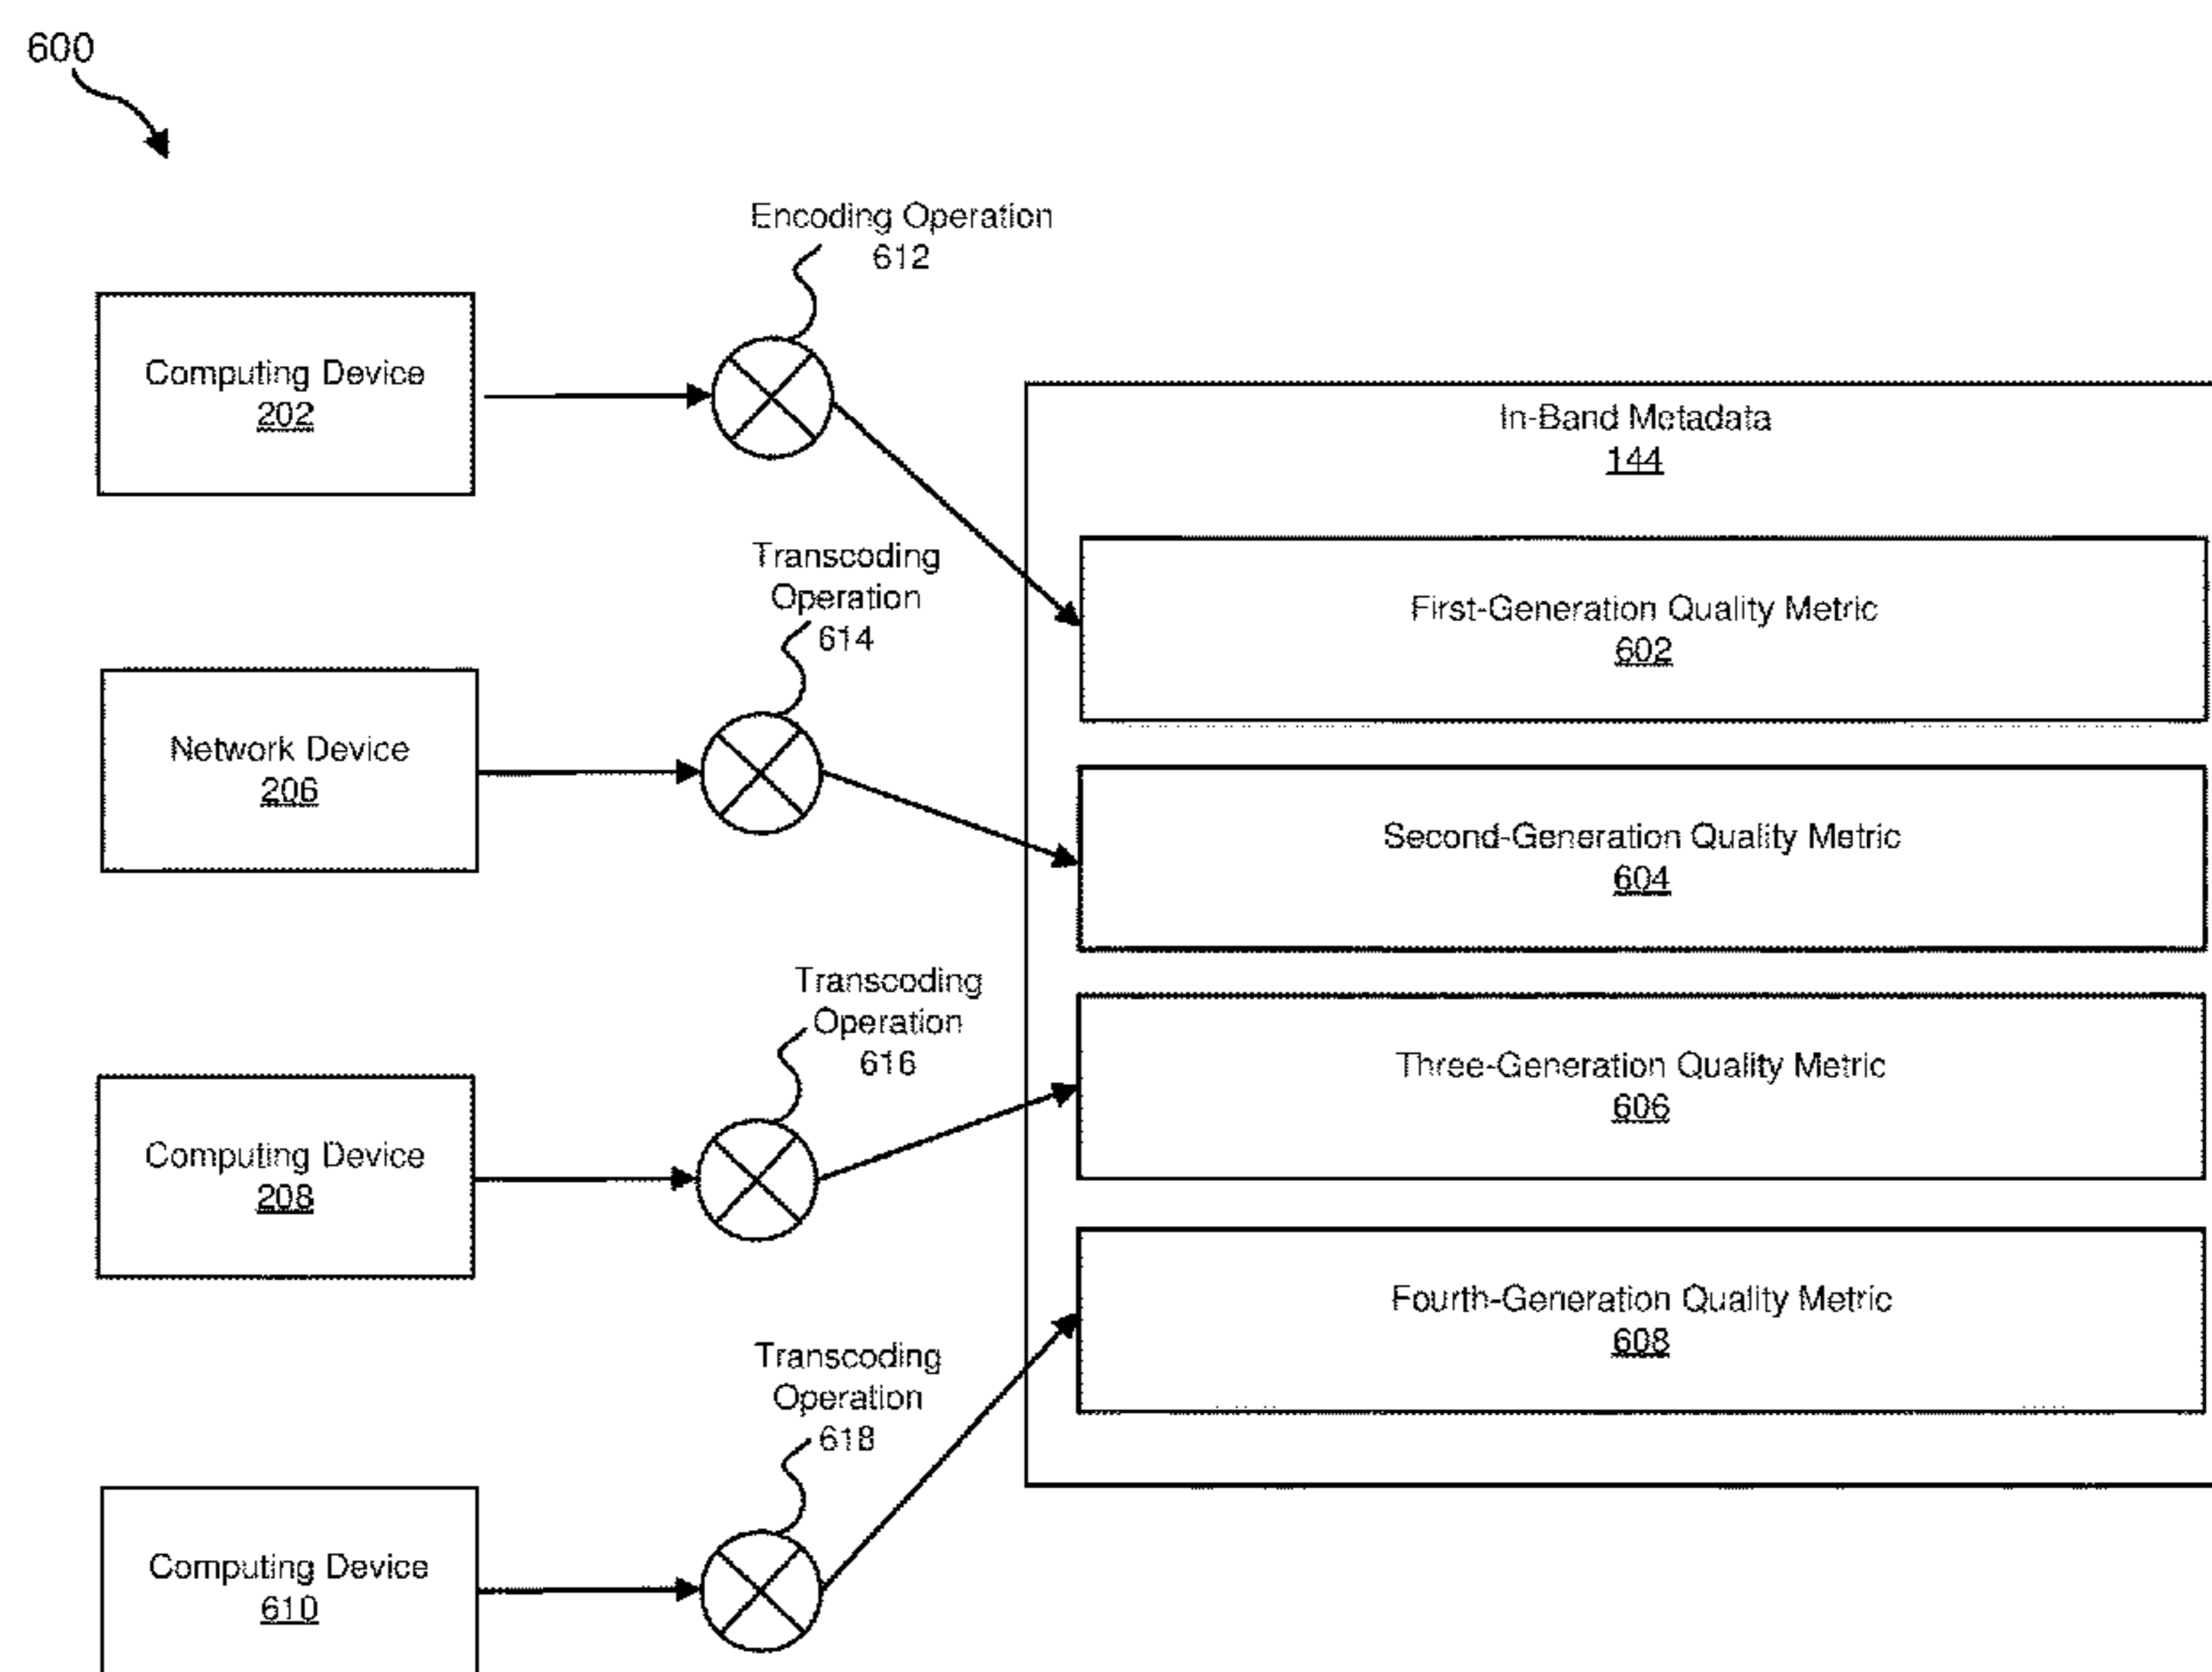 600
Encoding Operation
612
Computing Device
202
In-Band Metadata
144
Transcoding
Operation
614
First-Generation Quality Metric
602
Network Device
206
Second-Generation Quality Metric
604
Transcoding
Operation
616
Three-Generation Quality Metric
606
Computing Device
208
Fourth-Generation Quality Metric
608
Transcoding
Operation
618
Computing Device
610